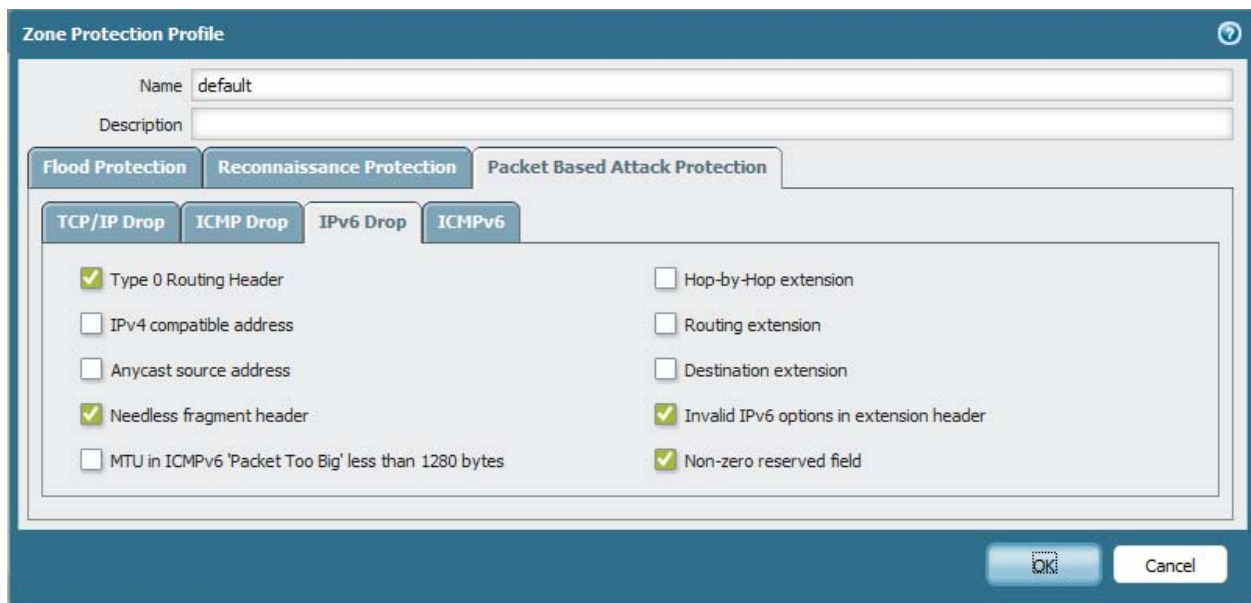 Zone Protection Profile
Name default
Description
Flood Protection Reconnaissance Protection Packet Based Attack Protection
TCP/IP Drop ICMP Drop IPv6 Drop ICMPv6
Type 0 Routing Header Hop-by-Hop extension
IPv4 compatible address Routing extension
Anycast source address Destination extension
Needless fragment header Invalid IPv6 options in extension header
MTU in ICMPv6 'Packet Too Big' less than 1280 bytes Non-zero reserved field
OK Cancel